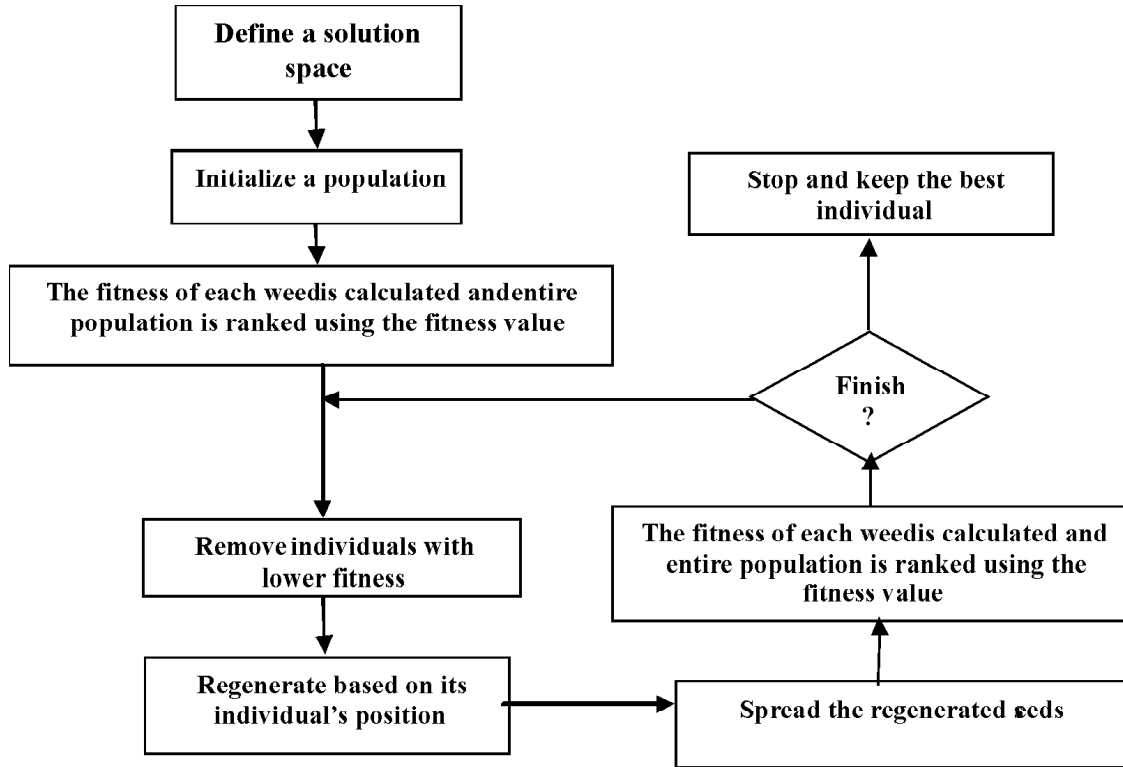 Define a solution
space
Initialize a population
The fitness of each weedis calculated andentire
population is ranked using the fitness value
Remove individuals with
lower fitness
Regenerate based on its
individual's position
Spread the regenerated seeds
The fitness of each weedis calculated and
entire population is ranked using the
fitness value
Finish
?
Stop and keep the best
individual